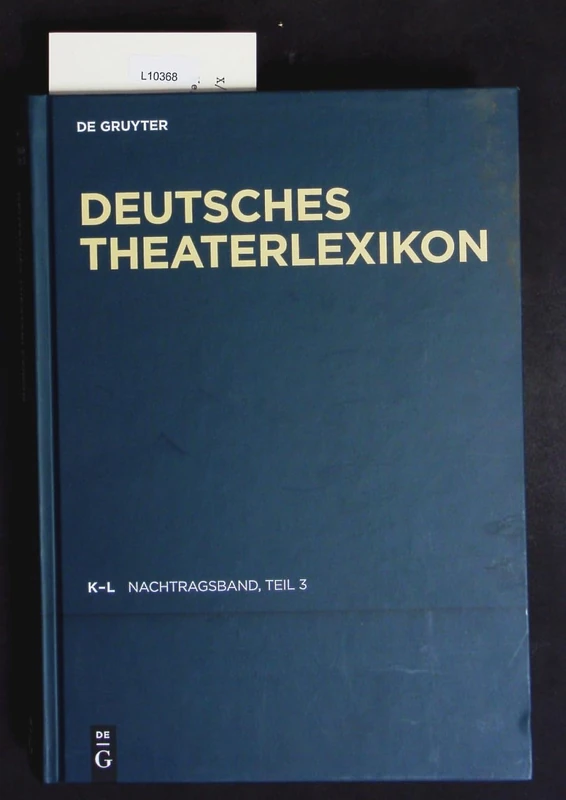 L10368
X/
DE GRUYTER
DEUTSCHES
THEATERLEXIKON
K–L NACHTRAGSBAND, TEIL 3
DE
G